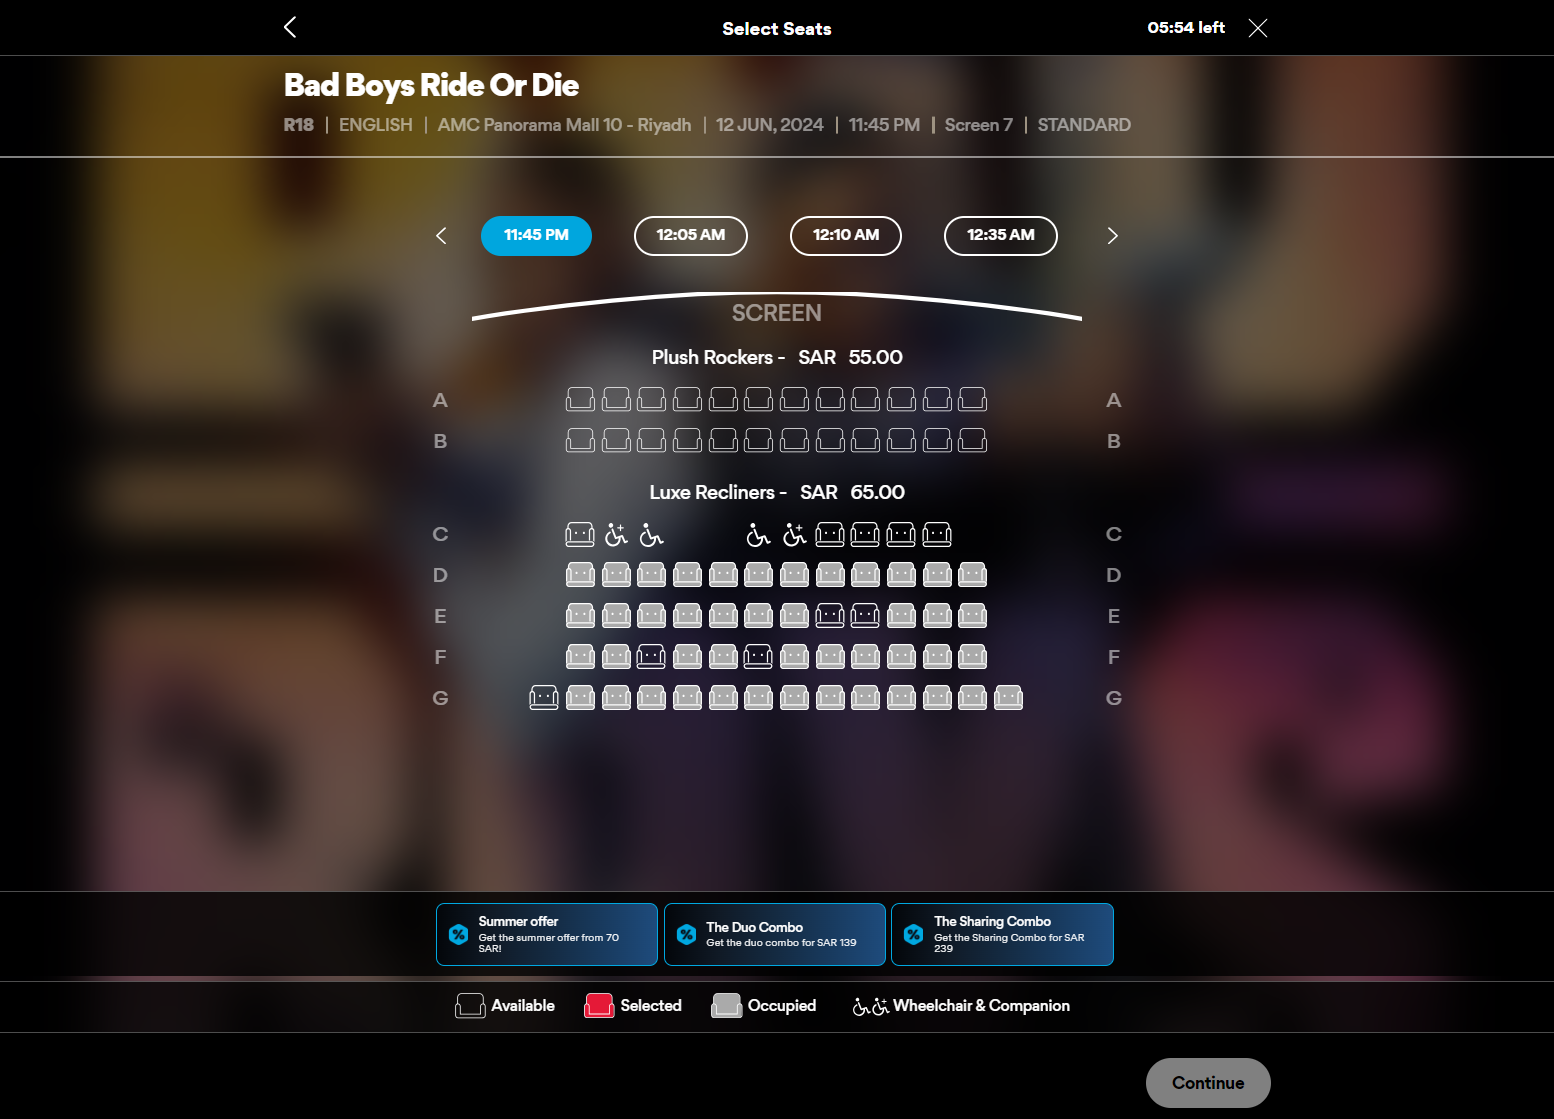 Select Seats
05:54 left
Bad Boys Ride Or Die
R18 | ENGLISH | AMC Panorama Mall 10 - Riyadh | 12 JUN, 2024 | 11:45 PM | Screen 7 | STANDARD
11:45 PM 12:05 AM 12:10 AM 12:35 AM
SCREEN
Plush Rockers - SAR 55.00
A A
B B
Luxe Recliners - SAR 65.00
C C
D D
E E
F F
G G
Summer offer
Get the summer offer from 70
SAR!
The Duo Combo
Get the duo combo for SAR 139
The Sharing Combo
Get the Sharing Combo for SAR
239
Available Selected Occupied Wheelchair & Companion
Continue